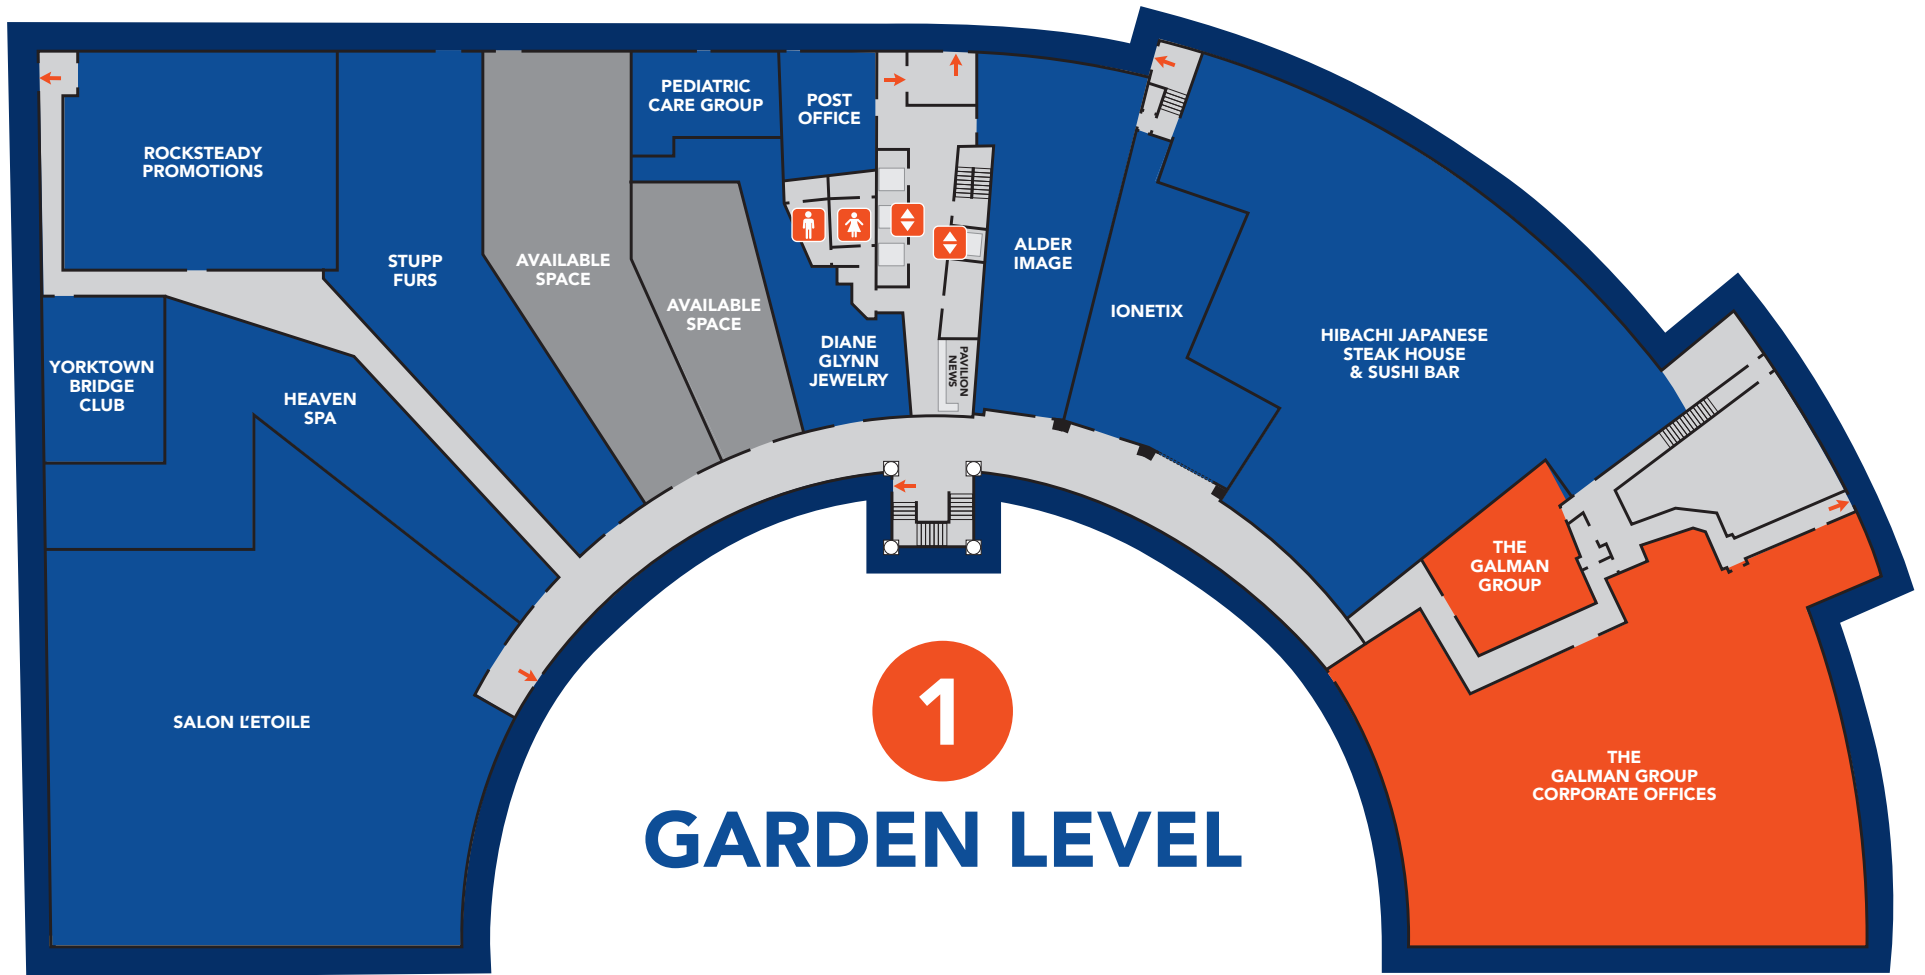 ROCKSTEADY
PROMOTIONS
STUPP
FURS
AVAILABLE
SPACE
PEDIATRIC
CARE GROUP
POST
OFFICE
AVAILABLE
SPACE
DIANE
GLYNN
JEWELRY
PAVILION
NEWS
ALDER
IMAGE
IONETIX
HIBACHI JAPANESE
STEAK HOUSE
& SUSHI BAR
YORKTOWN
BRIDGE
CLUB
HEAVEN
SPA
SALON L'ETOILE
THE
GALMAN
GROUP
THE
GALMAN GROUP
CORPORATE OFFICES
1
GARDEN LEVEL